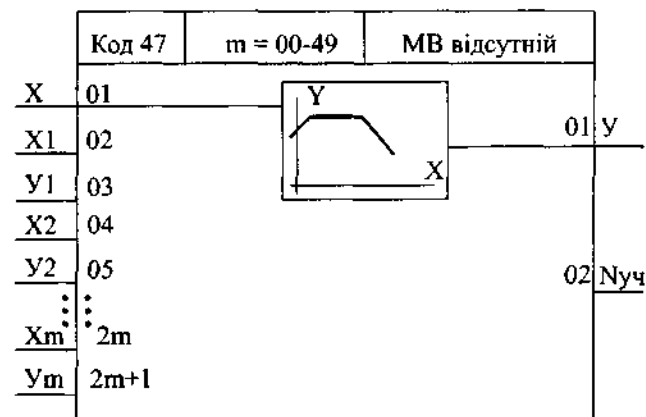 Код 47 m = 00-49 МВ відсутній
X 01 Y
01 У
X1 02
X
У1 03
X2 04
У2 05
02 Nуч
Xm 2m
Уm 2m+1